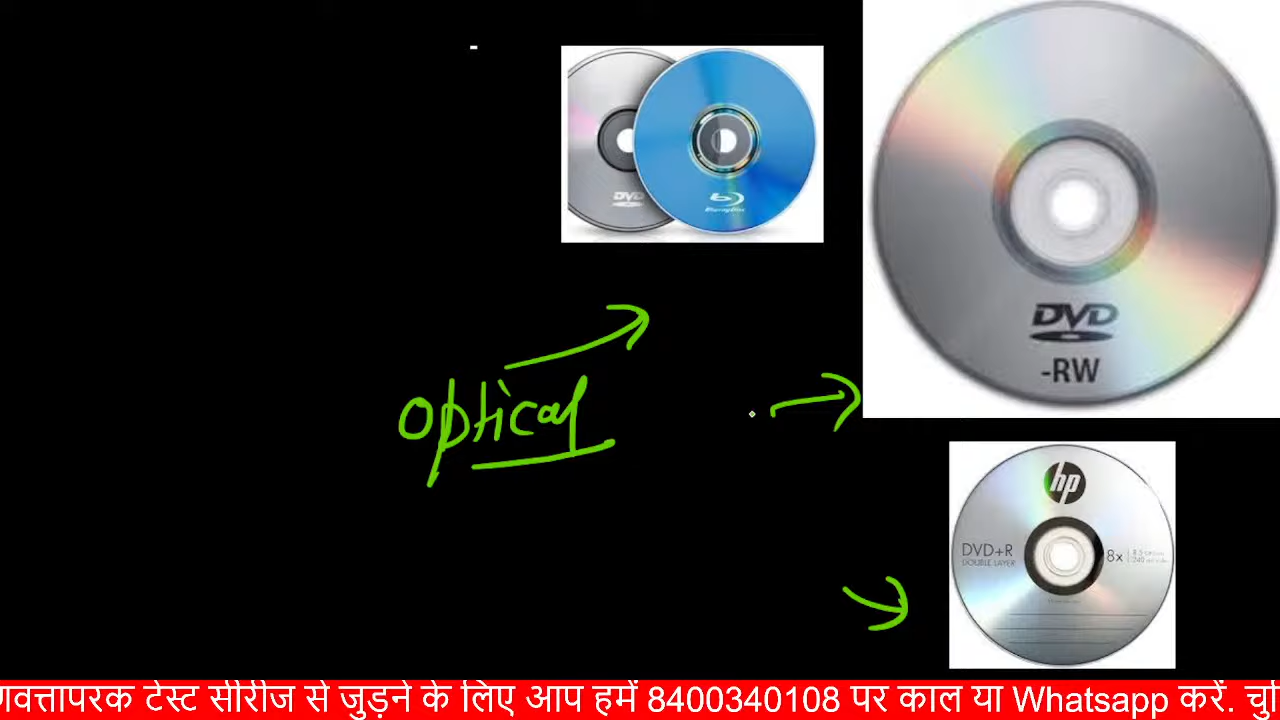 DVD
Blu-ray Disc
DVD
-RW
optical
hp
DVD+R
DOUBLE LAYER
8x
णवत्तापरक टेस्ट सीरीज से जुड़ने के लिए आप हमें 8400340108 पर काल या Whatsapp करें. चु